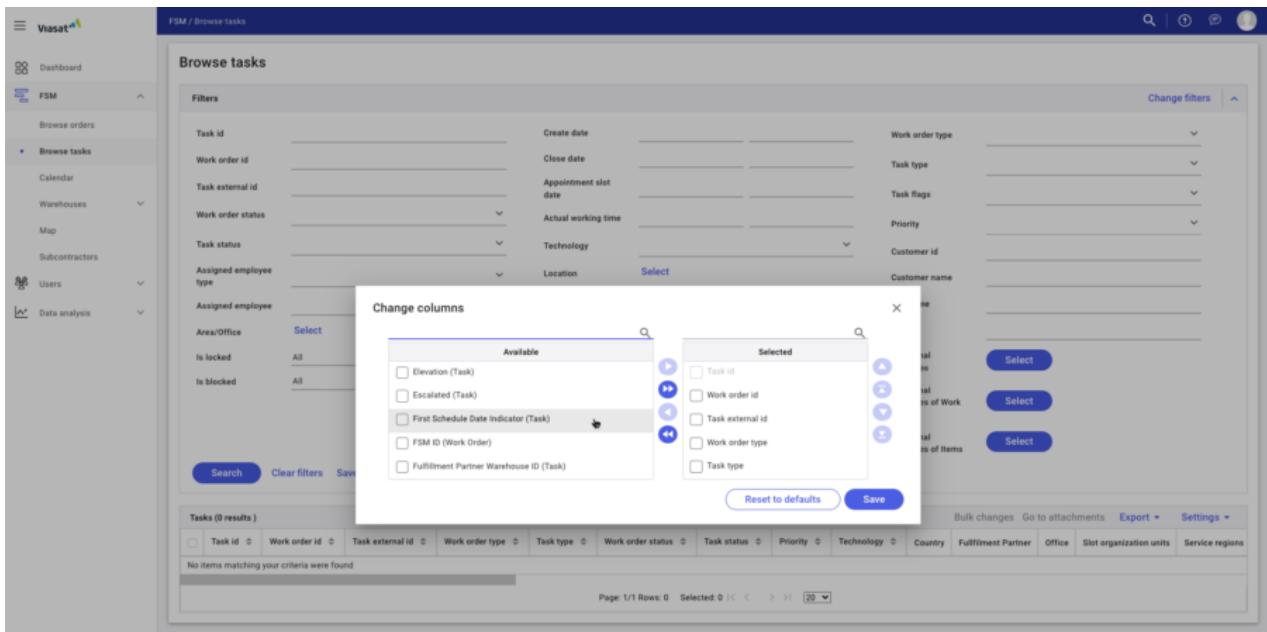 Viasat
FSM / Browse tasks
Dashboard
FSM
Browse orders
Browse tasks
Calendar
Warehouses
Map
Subcontractors
Users
Data analysis
Browse tasks
Filters
Change filters
Task id
Work order id
Task external id
Work order status
Task status
Assigned employee
type
Assigned employee
Area/Office Select
Is locked All
Is blocked All
Create date
Close date
Appointment slot
date
Actual working time
Technology
Location Select
Work order type
Task type
Task flags
Priority
Customer id
Customer name
Select
Select
es of Work
Select
es of Items
Search Clear filters
Change columns
Available
Elevation (Task)
Escalated (Task)
First Schedule Date Indicator (Task)
FSM ID (Work Order)
Fulfillment Partner Warehouse ID (Task)
Selected
Task id
Work order id
Task external id
Work order type
Task type
Reset to defaults Save
Tasks (0 results )
Bulk changes Go to attachments Export Settings
Task id Work order id Task external id Work order type Task type Work order status Task status Priority Technology Country Fullfilment Partner Office Slot organization units Service regions
No items matching your criteria were found
Page: 1/1 Rows: 0 Selected: 0 |< < > >| 20